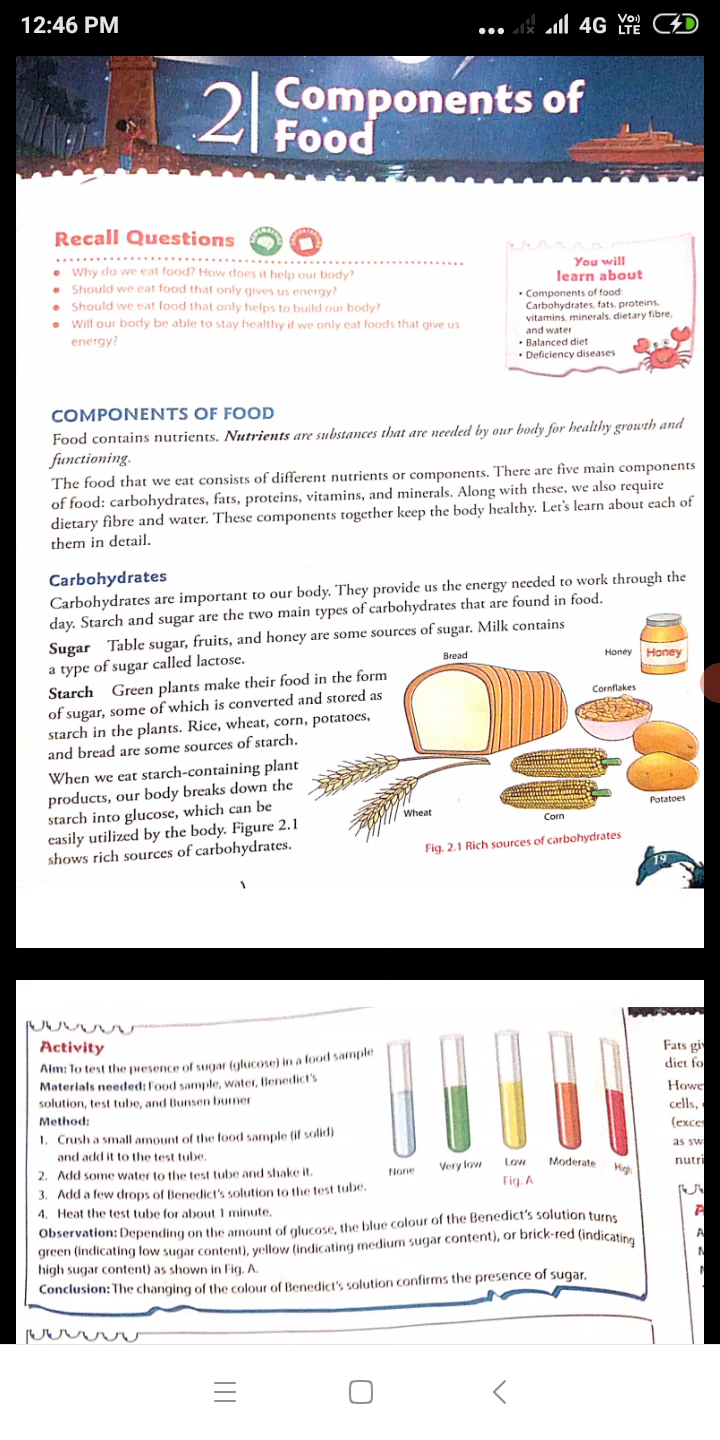 12:46 PM
4G
Vo))
LTE
2
Components of
Food
Recall Questions
• Why do we eat food? How does it help our body?
• Should we eat food that only gives us energy?
• Should we eat food that only helps to build our body?
• Will our body be able to stay healthy if we only eat foods that give us
energy?
You will
learn about
• Components of food:
Carbohydrates, fats, proteins,
vitamins, minerals, dietary fibre,
and water
• Balanced diet
• Deficiency diseases
COMPONENTS OF FOOD
Food contains nutrients. Nutrients are substances that are needed by our body for healthy growth and
functioning.
The food that we eat consists of different nutrients or components. There are five main components
of food: carbohydrates, fats, proteins, vitamins, and minerals. Along with these, we also require
dietary fibre and water. These components together keep the body healthy. Let's learn about each of
them in detail.
Carbohydrates
Carbohydrates are important to our body. They provide us the energy needed to work through the
day. Starch and sugar are the two main types of carbohydrates that are found in food.
Sugar Table sugar, fruits, and honey are some sources of sugar. Milk contains
a type of sugar called lactose.
Starch Green plants make their food in the form
of sugar, some of which is converted and stored as
starch in the plants. Rice, wheat, corn, potatoes,
and bread are some sources of starch.
When we eat starch-containing plant
products, our body breaks down the
starch into glucose, which can be
easily utilized by the body. Figure 2.1
shows rich sources of carbohydrates.
Bread
Honey
Honey
Cornflakes
Wheat
Corn
Potatoes
Fig. 2.1 Rich sources of carbohydrates
19
Activity
Aim: To test the presence of sugar (glucose) in a food sample
Materials needed: Food sample, water, Benedict's
solution, test tube, and Bunsen burner
Method:
1. Crush a small amount of the food sample (if solid)
and add it to the test tube.
2. Add some water to the test tube and shake it.
3. Add a few drops of Benedict's solution to the test tube.
4. Heat the test tube for about 1 minute.
Observation: Depending on the amount of glucose, the blue colour of the Benedict's solution turns
green (indicating low sugar content), yellow (indicating medium sugar content), or brick-red (indicating
high sugar content) as shown in Fig. A.
Conclusion: The changing of the colour of Benedict's solution confirms the presence of sugar.
None
Very low
Low
Moderate
High
Fig. A
Fats gi
diet fo
Howe
cells,
(exce
as sw
nutri